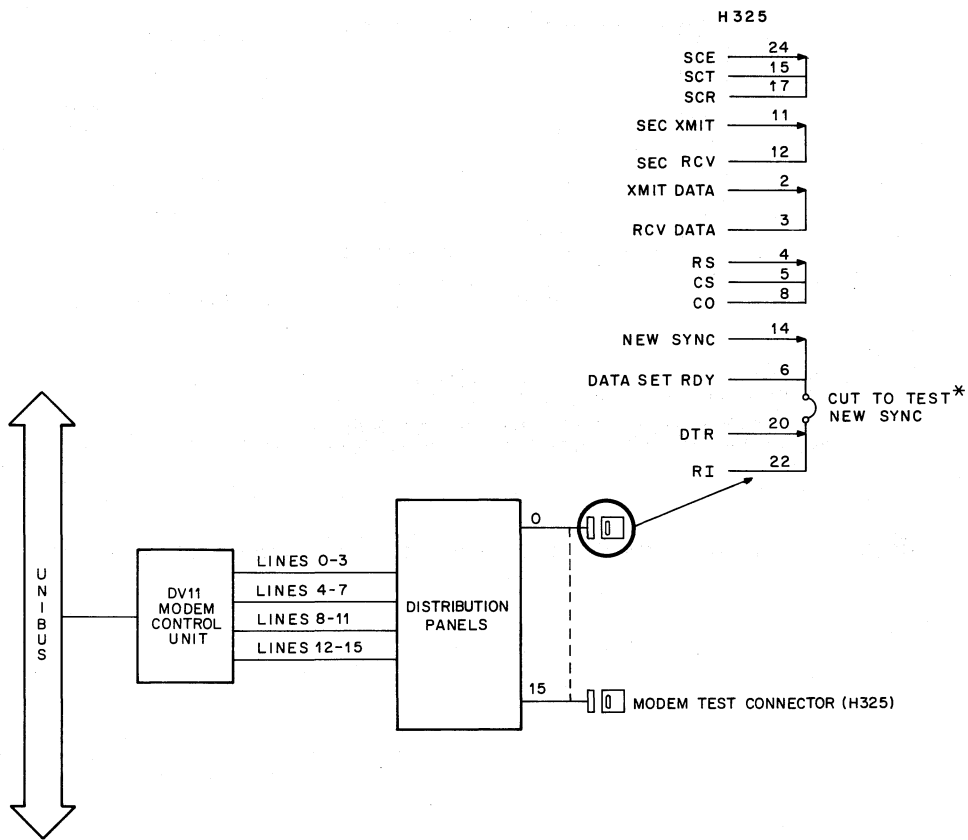 H325
SCE 24
SCT 15
SCR 17
SEC XMIT 11
SEC RCV 12
XMIT DATA 2
RCV DATA 3
RS 4
CS 5
CO 8
NEW SYNC 14
DATA SET RDY 6
CUT TO TEST*
NEW SYNC
DTR 20
RI 22
UNIBUS
DV11
MODEM
CONTROL
UNIT
LINES 0-3
LINES 4-7
LINES 8-11
LINES 12-15
DISTRIBUTION
PANELS
0
15
MODEM TEST CONNECTOR (H325)